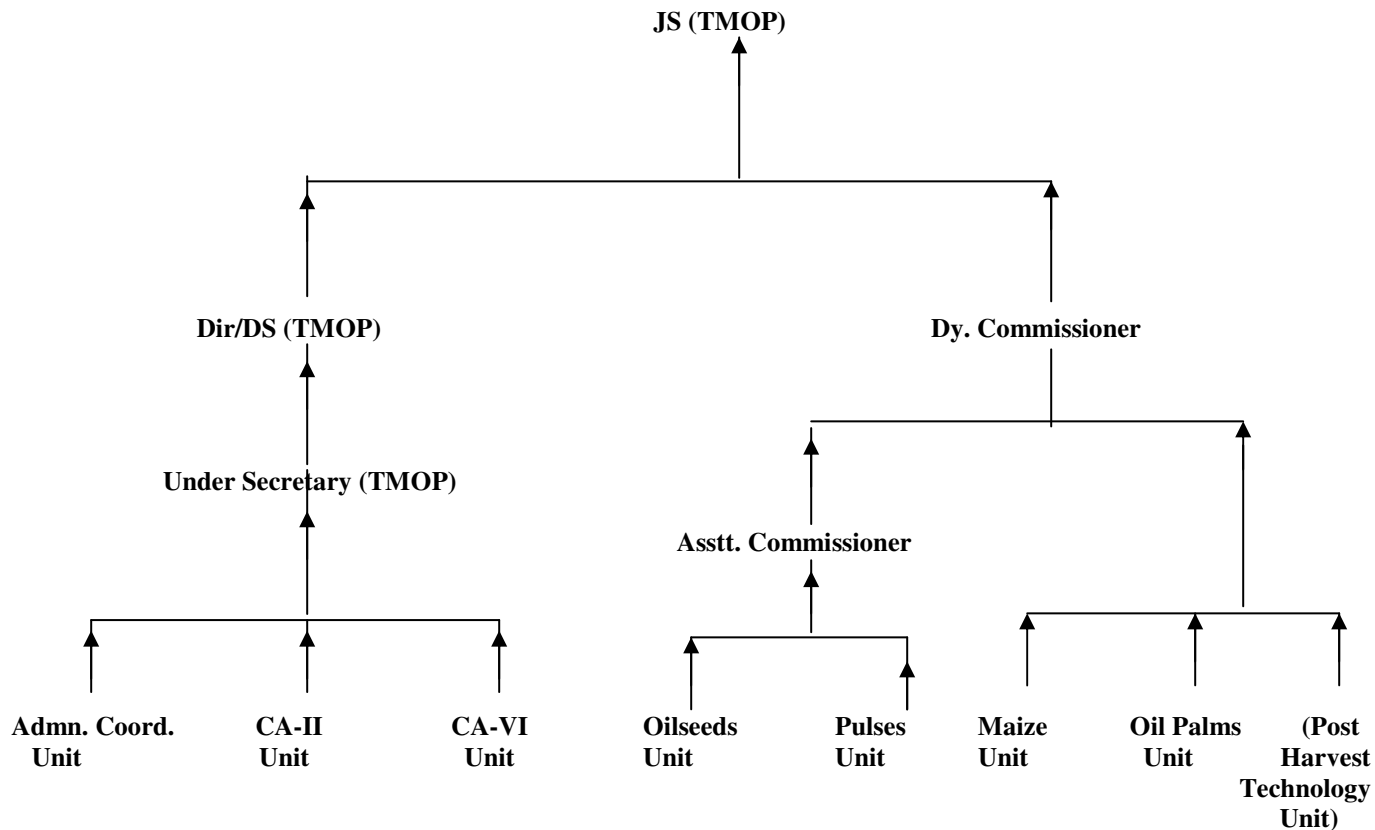 JS (TMOP)
Dir/DS (TMOP)
Dy. Commissioner
Under Secretary (TMOP)
Asstt. Commissioner
Admn. Coord.
Unit
CA-II
Unit
CA-VI
Unit
Oilseeds
Unit
Pulses
Unit
Maize
Unit
Oil Palms
Unit
(Post
Harvest
Technology
Unit)